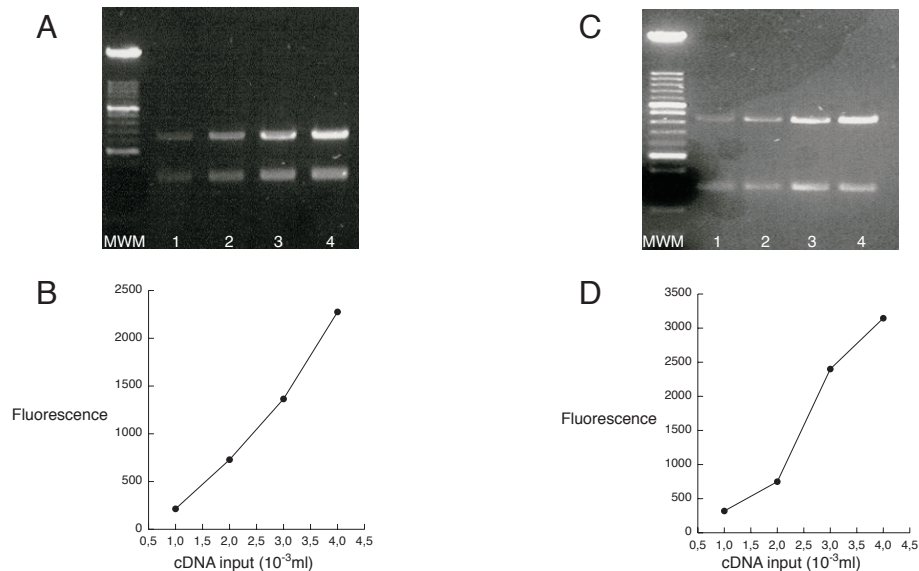 A
MWM 1 2 3 4
B
2500
2000
1500
1000
500
0
Fluorescence
0,5 1,0 1,5 2,0 2,5 3,0 3,5 4,0 4,5
cDNA input (10-3ml)
C
MWM 1 2 3 4
D
3500
3000
2500
2000
1500
1000
500
0
Fluorescence
0,5 1,0 1,5 2,0 2,5 3,0 3,5 4,0 4,5
cDNA input (10-3ml)